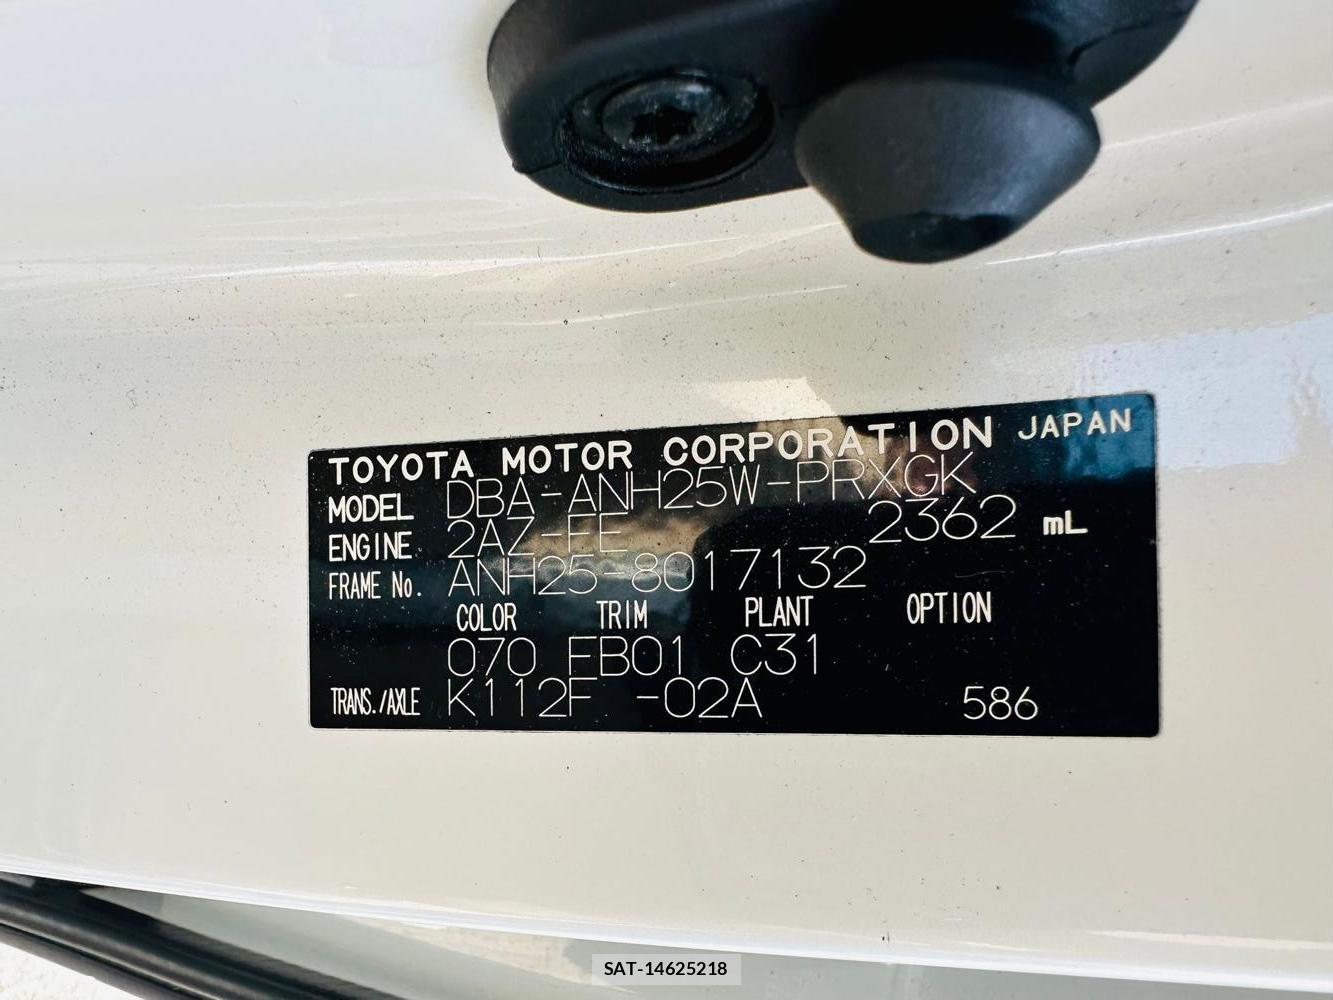 TOYOTA MOTOR CORPORATION JAPAN
MODEL DBA-ANH25W-PRXGK
ENGINE 2AZ-FE 2362 mL
FRAME No. ANH25-8017132
COLOR TRIM PLANT OPTION
070 FB01 C31
TRANS./AXLE K112F -02A 586
SAT-14625218